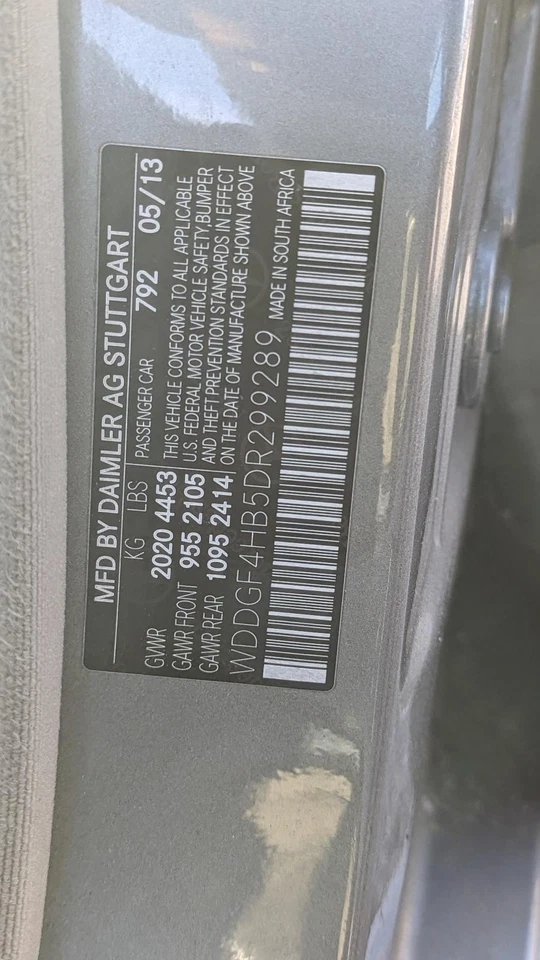 MFD BY DAIMLER AG STUTTGART
KG LBS PASSENGER CAR 792 05/13
GVWR 2020 4453 THIS VEHICLE CONFORMS TO ALL APPLICABLE
U.S. FEDERAL MOTOR VEHICLE SAFETY, BUMPER
GAWR FRONT 955 2105 AND THEFT PREVENTION STANDARDS IN EFFECT
GAWR REAR 1095 2414 ON THE DATE OF MANUFACTURE SHOWN ABOVE
WDDGF4HB5DR299289 MADE IN SOUTH AFRICA